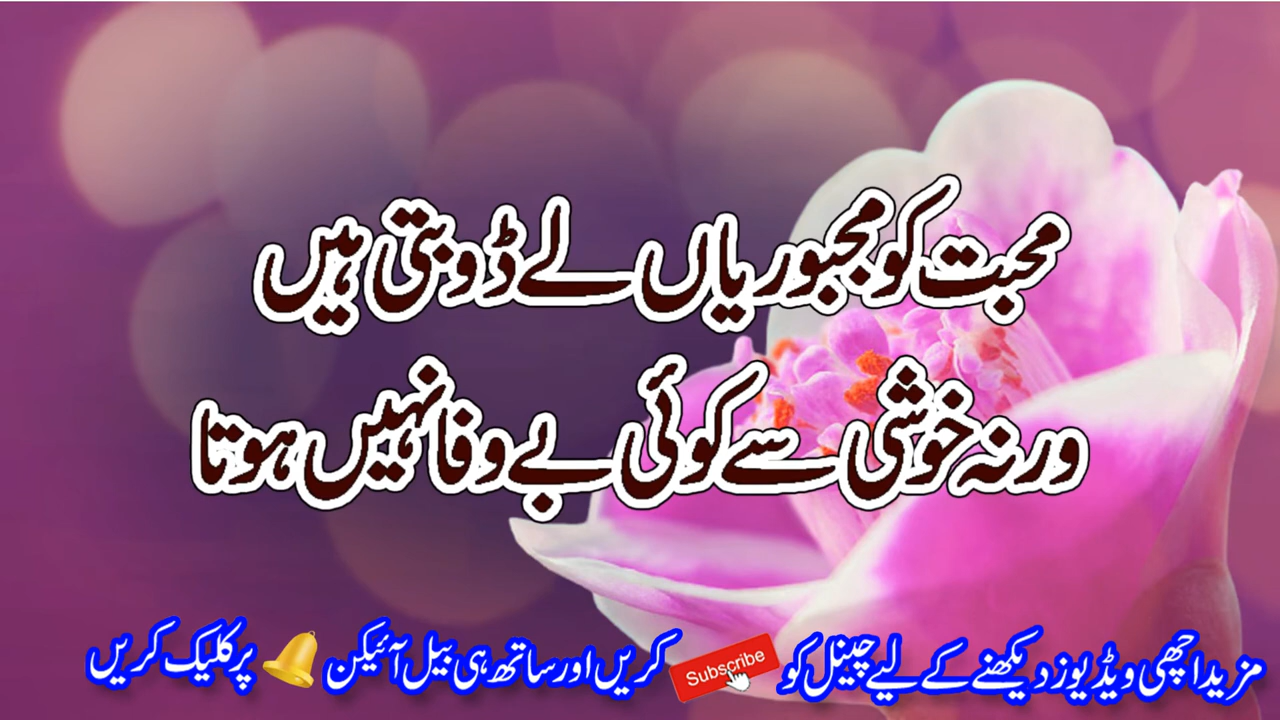 محبت کو مجبوریاں لے ڈوبتی ہیں
ورنہ خوشی سے کوئی بے وفا نہیں ہوتا
مزید اچھی ویڈیوز دیکھنے کے لیے چینل کو Subscribe کریں اور ساتھ ہی بیل آئیکن پر کلیک کریں